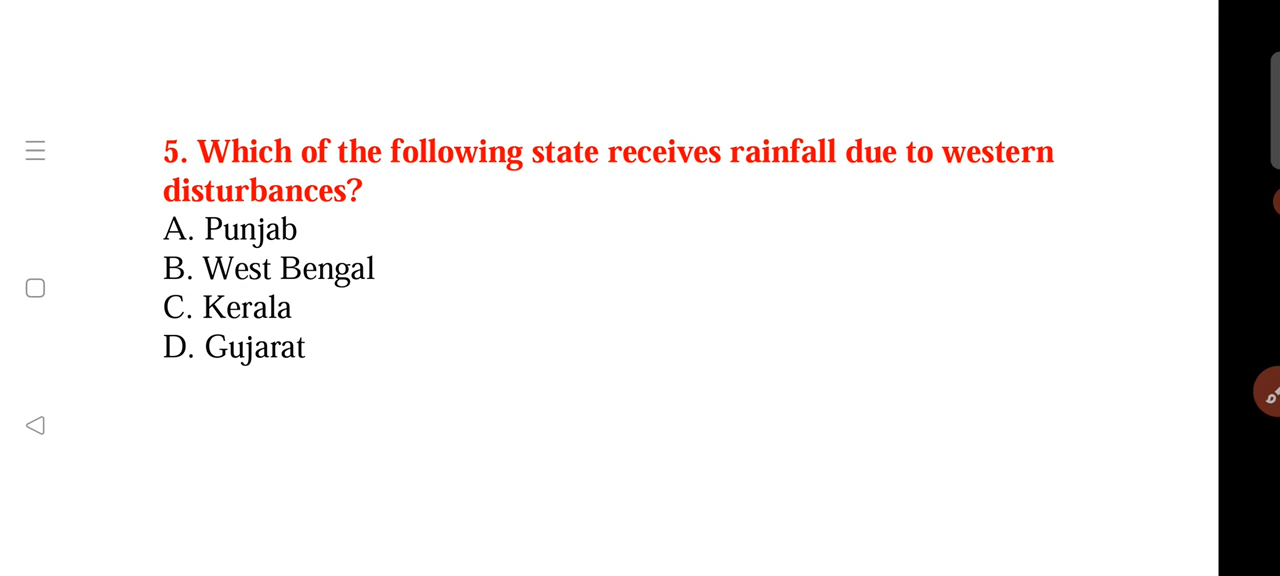 5. Which of the following state receives rainfall due to western
disturbances?
A. Punjab
B. West Bengal
C. Kerala
D. Gujarat